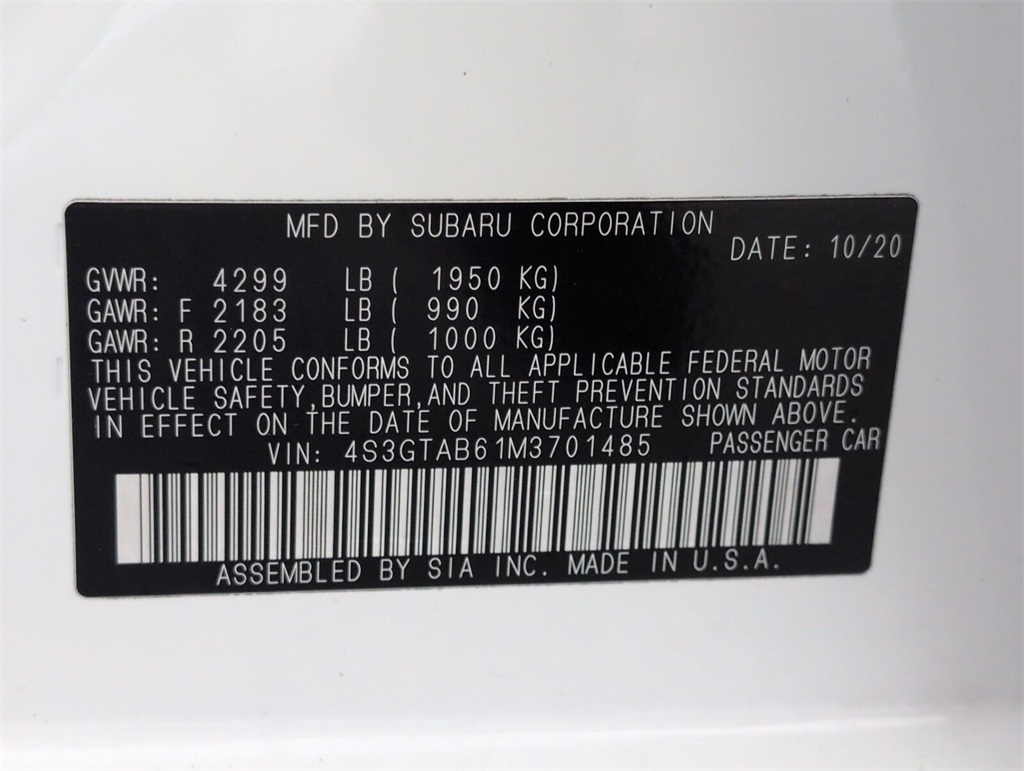 MFD BY SUBARU CORPORATION
DATE: 10/20
GVWR: 4299 LB ( 1950 KG)
GAWR: F 2183 LB ( 990 KG)
GAWR: R 2205 LB ( 1000 KG)
THIS VEHICLE CONFORMS TO ALL APPLICABLE FEDERAL MOTOR
VEHICLE SAFETY,BUMPER,AND THEFT PREVENTION STANDARDS
IN EFFECT ON THE DATE OF MANUFACTURE SHOWN ABOVE.
VIN: 4S3GTAB61M3701485 PASSENGER CAR
ASSEMBLED BY SIA INC. MADE IN U.S.A.